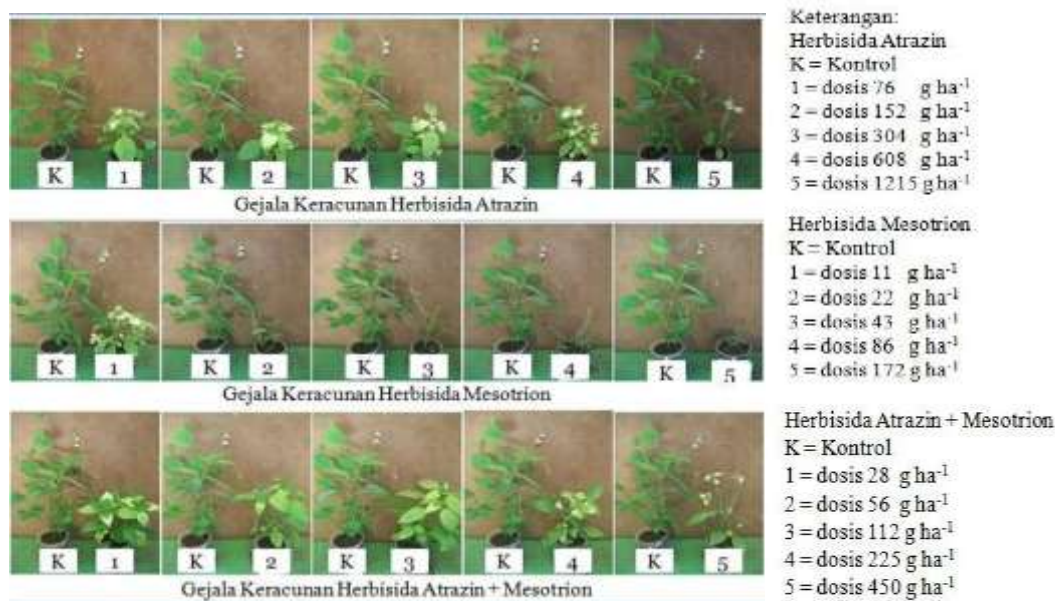 K 1 K 2 K 3 K 4 K 5
Gejala Keracunan Herbisida Atrazin
K 1 K 2 K 3 K 4 K 5
Gejala Keracunan Herbisida Mesotrion
K 1 K 2 K 3 K 4 K 5
Gejala Keracunan Herbisida Atrazin + Mesotrion
Keterangan:
Herbisida Atrazin
K = Kontrol
1 = dosis 76 g ha-1
2 = dosis 152 g ha-1
3 = dosis 304 g ha-1
4 = dosis 608 g ha-1
5 = dosis 1215 g ha-1
Herbisida Mesotrion
K = Kontrol
1 = dosis 11 g ha-1
2 = dosis 22 g ha-1
3 = dosis 43 g ha-1
4 = dosis 86 g ha-1
5 = dosis 172 g ha-1
Herbisida Atrazin + Mesotrion
K = Kontrol
1 = dosis 28 g ha-1
2 = dosis 56 g ha-1
3 = dosis 112 g ha-1
4 = dosis 225 g ha-1
5 = dosis 450 g ha-1